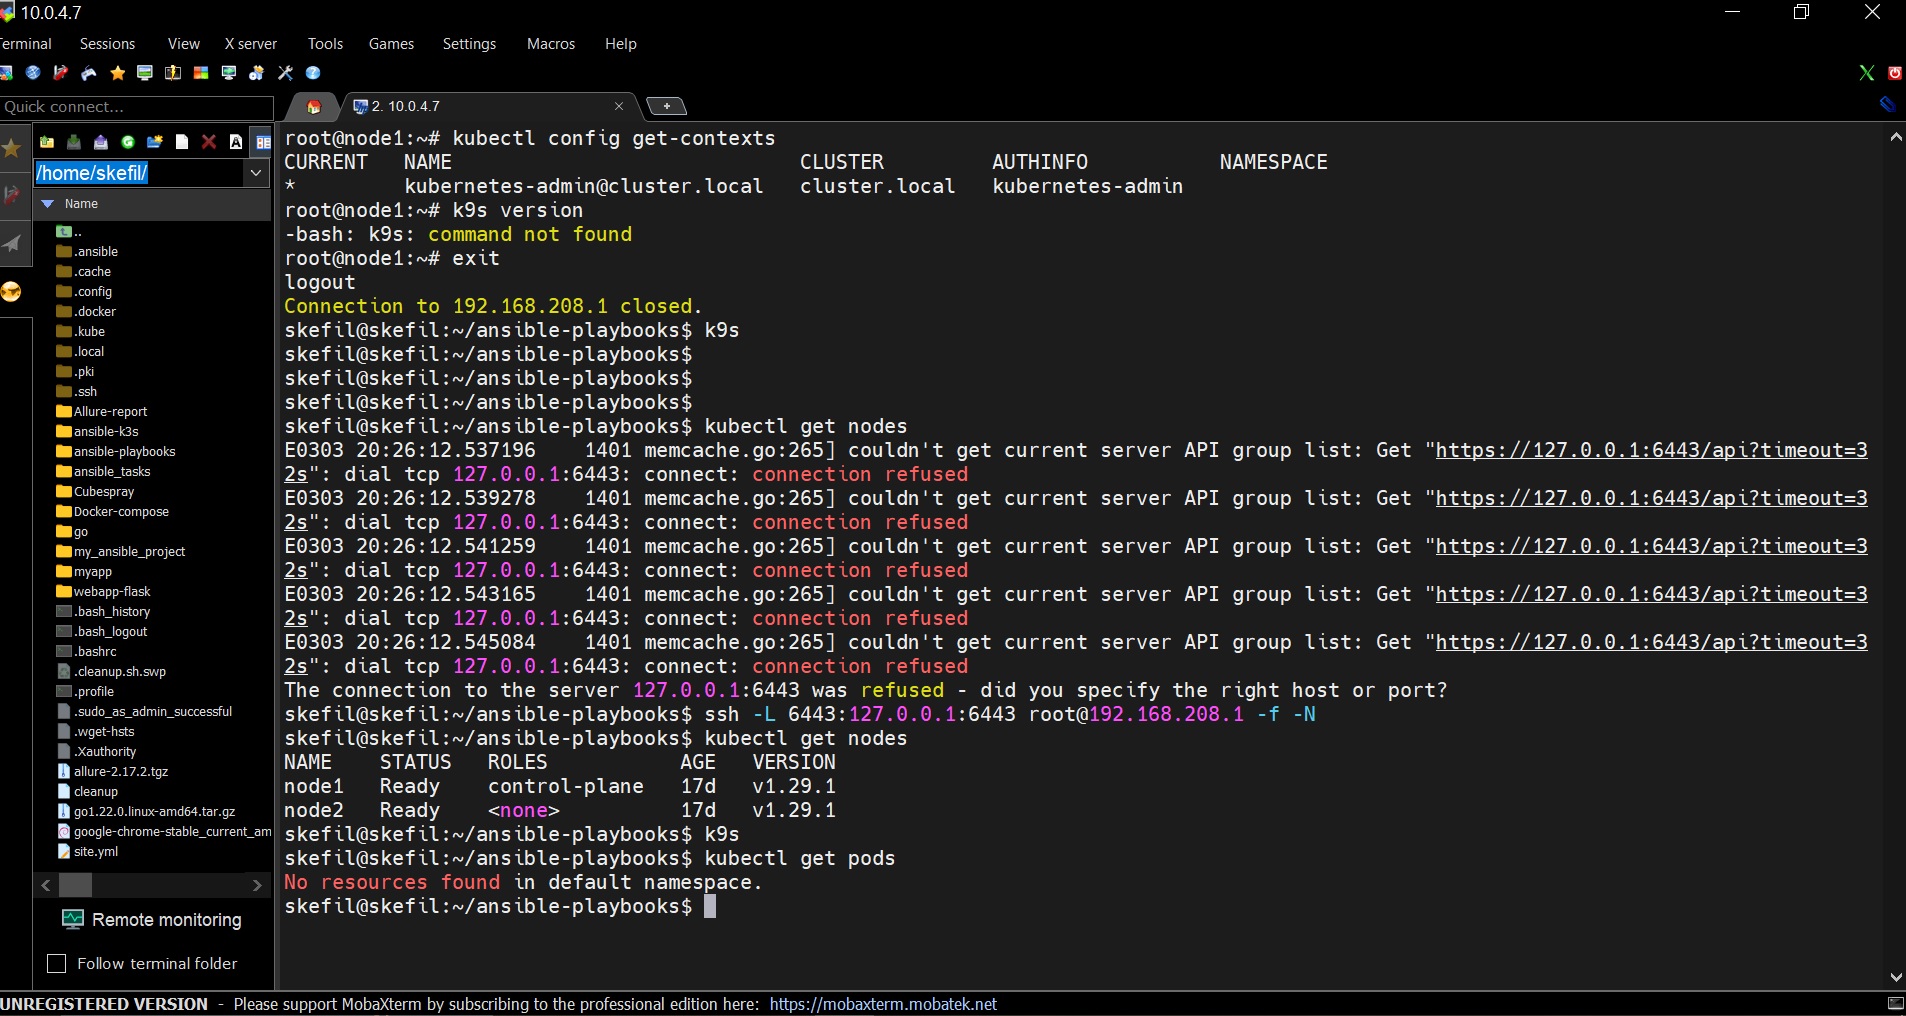 10.0.4.7
Terminal Sessions View X server Tools Games Settings Macros Help
Quick connect...
2. 10.0.4.7
/home/skefil/
Name
..
.ansible
.cache
.config
.docker
.kube
.local
.pki
.ssh
Allure-report
ansible-k3s
ansible-playbooks
ansible_tasks
Cubespray
Docker-compose
go
my_ansible_project
myapp
webapp-flask
.bash_history
.bash_logout
.bashrc
.cleanup.sh.swp
.profile
.sudo_as_admin_successful
.wget-hsts
.Xauthority
allure-2.17.2.tgz
cleanup
go1.22.0.linux-amd64.tar.gz
google-chrome-stable_current_am
site.yml
Remote monitoring
Follow terminal folder
root@node1:~# kubectl config get-contexts
CURRENT   NAME                             CLUSTER         AUTHINFO           NAMESPACE
*         kubernetes-admin@cluster.local   cluster.local   kubernetes-admin
root@node1:~# k9s version
-bash: k9s: command not found
root@node1:~# exit
logout
Connection to 192.168.208.1 closed.
skefil@skefil:~/ansible-playbooks$ k9s
skefil@skefil:~/ansible-playbooks$
skefil@skefil:~/ansible-playbooks$
skefil@skefil:~/ansible-playbooks$
skefil@skefil:~/ansible-playbooks$ kubectl get nodes
E0303 20:26:12.537196    1401 memcache.go:265] couldn't get current server API group list: Get "https://127.0.0.1:6443/api?timeout=3
2s": dial tcp 127.0.0.1:6443: connect: connection refused
E0303 20:26:12.539278    1401 memcache.go:265] couldn't get current server API group list: Get "https://127.0.0.1:6443/api?timeout=3
2s": dial tcp 127.0.0.1:6443: connect: connection refused
E0303 20:26:12.541259    1401 memcache.go:265] couldn't get current server API group list: Get "https://127.0.0.1:6443/api?timeout=3
2s": dial tcp 127.0.0.1:6443: connect: connection refused
E0303 20:26:12.543165    1401 memcache.go:265] couldn't get current server API group list: Get "https://127.0.0.1:6443/api?timeout=3
2s": dial tcp 127.0.0.1:6443: connect: connection refused
E0303 20:26:12.545084    1401 memcache.go:265] couldn't get current server API group list: Get "https://127.0.0.1:6443/api?timeout=3
2s": dial tcp 127.0.0.1:6443: connect: connection refused
The connection to the server 127.0.0.1:6443 was refused - did you specify the right host or port?
skefil@skefil:~/ansible-playbooks$ ssh -L 6443:127.0.0.1:6443 root@192.168.208.1 -f -N
skefil@skefil:~/ansible-playbooks$ kubectl get nodes
NAME    STATUS   ROLES           AGE   VERSION
node1   Ready    control-plane   17d   v1.29.1
node2   Ready    <none>          17d   v1.29.1
skefil@skefil:~/ansible-playbooks$ k9s
skefil@skefil:~/ansible-playbooks$ kubectl get pods
No resources found in default namespace.
skefil@skefil:~/ansible-playbooks$
UNREGISTERED VERSION - Please support MobaXterm by subscribing to the professional edition here: https://mobaxterm.mobatek.net